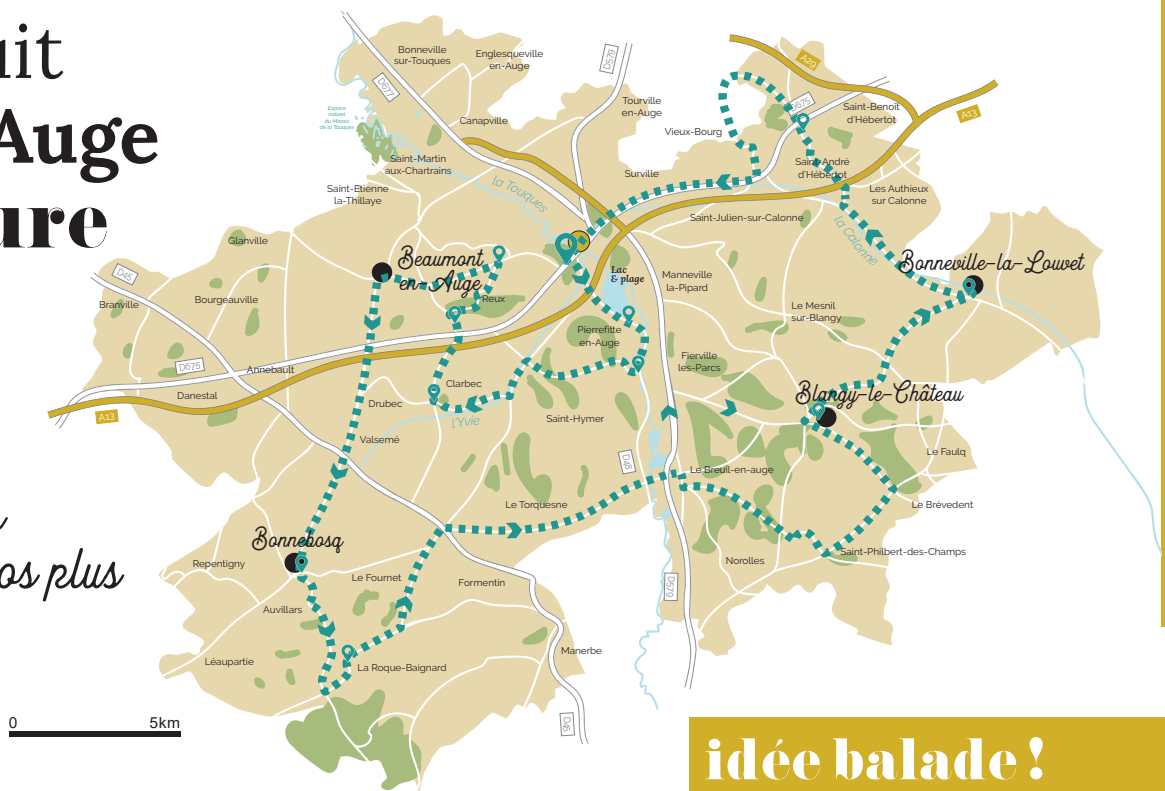 uit
Auge
ure
os plus
0 5km
Bonneville
sur-Touques
Englesqueville
en-Auge
D677
D579
A29
D675
Tourville
en-Auge
Saint-Benoit
d'Hébertot
A13
Canapville
Vieux-Bourg
Espace
naturel
du Marais
de la Touques
Saint-Martin
aux-Chartrains
Saint-André
d'Hébertot
Surville
Saint-Etienne
la-Thillaye
la Touques
Les Authieux
sur Calonne
Saint-Julien-sur-Calonne
la Calonne
Glanville
Beaumont
en-Auge
Bonneville-la-Louvet
D45
Lac
& plage
Manneville
la-Pipard
Branville
Bourgeauville
Reux
Le Mesnil
sur-Blangy
Pierrefitte
en-Auge
Fierville
les-Parcs
D675
Annebault
Clarbec
Danestal
Drubec
Blangy-le-Château
A13
l'Yvie
Saint-Hymer
Valsemé
Le Faulq
D48
Le Breuil-en-auge
Le Torquesne
Le Brévedent
Bonnebosq
Saint-Philbert-des-Champs
Repentigny
Norolles
Le Fournet
Formentin
D579
Auvillars
Manerbe
Léaupartie
La Roque-Baignard
D45
idée balade !